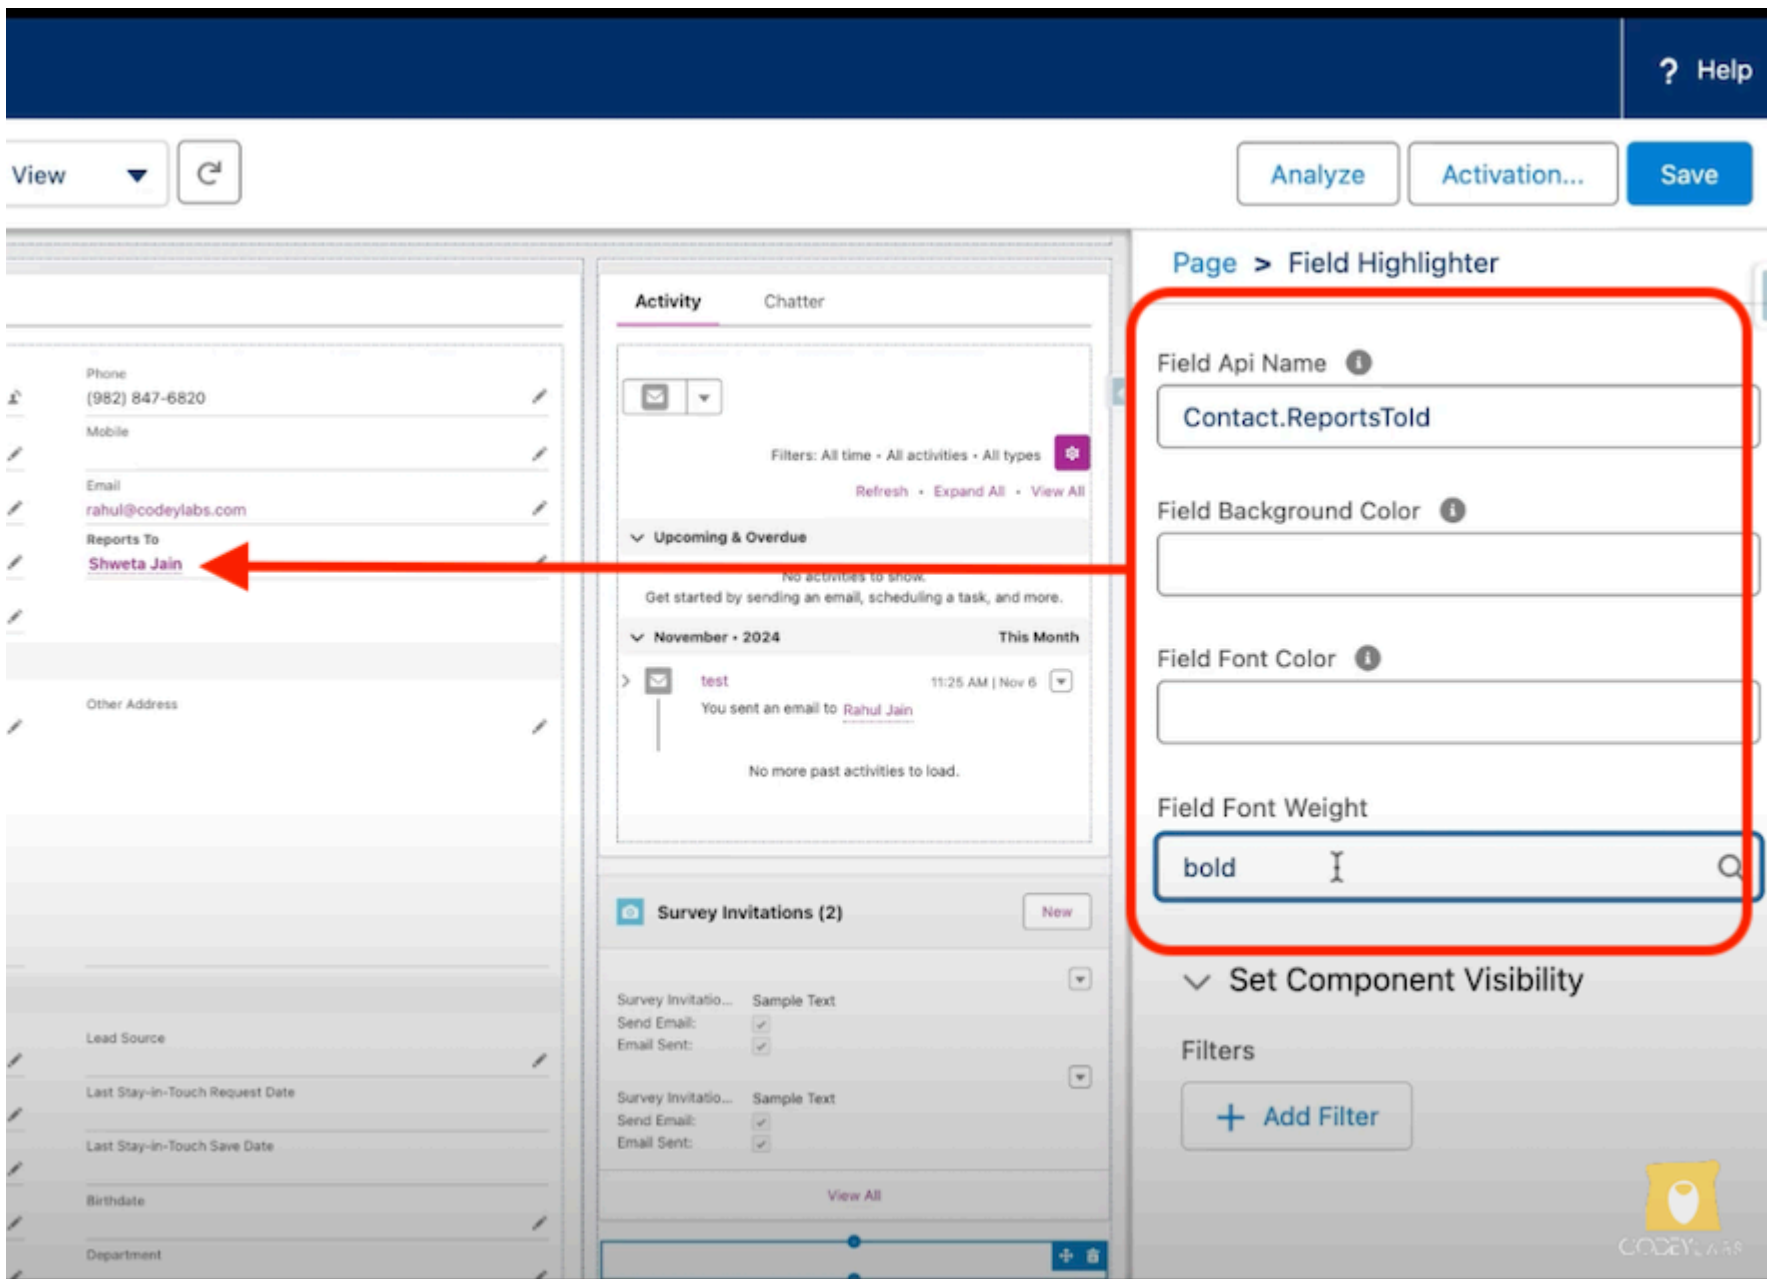 ? Help
View
Analyze
Activation...
Save
Page > Field Highlighter
Activity Chatter
Field Api Name
Contact.ReportsToId
Field Background Color
Field Font Color
Field Font Weight
bold
Set Component Visibility
Filters
+ Add Filter
Phone
(982) 847-6820
Mobile
Email
rahul@codeylabs.com
Reports To
Shweta Jain
Other Address
Lead Source
Last Stay-in-Touch Request Date
Last Stay-in-Touch Save Date
Birthdate
Department
Filters: All time • All activities • All types
Refresh • Expand All • View All
Upcoming & Overdue
No activities to show.
Get started by sending an email, scheduling a task, and more.
November • 2024 This Month
test 11:25 AM | Nov 6
You sent an email to Rahul Jain
No more past activities to load.
Survey Invitations (2) New
Survey Invitatio... Sample Text
Send Email:
Email Sent:
Survey Invitatio... Sample Text
Send Email:
Email Sent:
View All
CODEYLABS